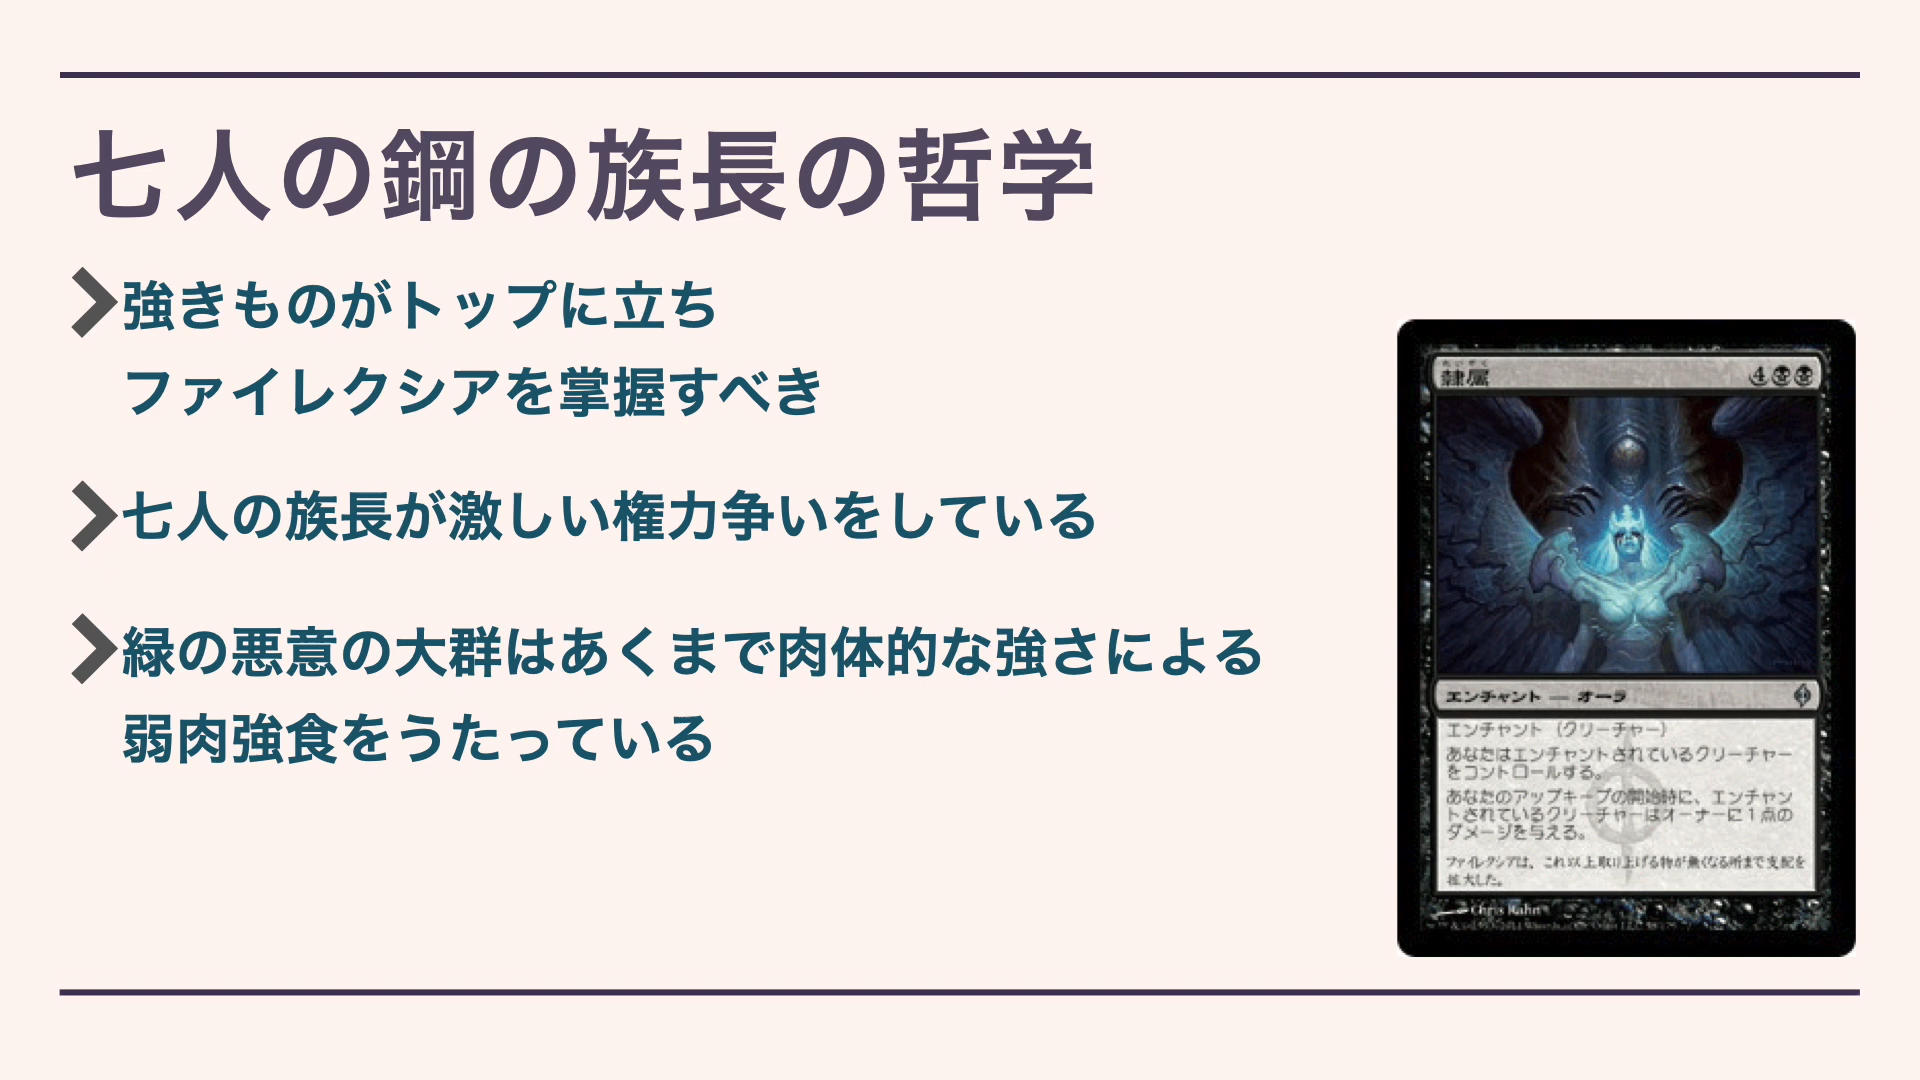 七人の鋼の族長の哲学
強きものがトップに立ち
ファイレクシアを掌握すべき
七人の族長が激しい権力争いをしている
緑の悪意の大群はあくまで肉体的な強さによる
弱肉強食をうたっている
隷属
4
エンチャント — オーラ
エンチャント（クリーチャー）
あなたはエンチャントされているクリーチャー
をコントロールする。
あなたのアップキープの開始時に、エンチャン
トされているクリーチャーはオーナーに１点の
ダメージを与える。
ファイレクシアは、これ以上取り上げる物が無くなる所まで支配を
拡大した。
Chris Rahn